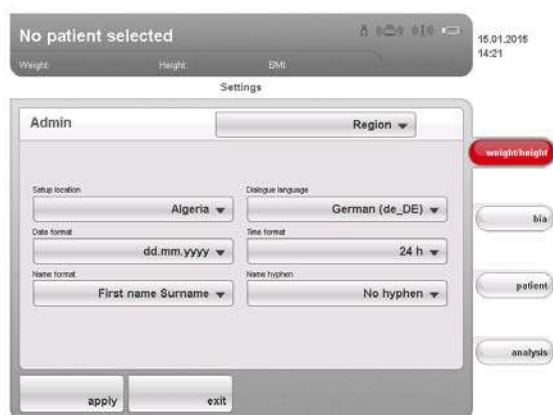 No patient selected
Weight: Height: BMI:
15.01.2015
14:21
Settings
Admin
Region
weight/height
Setup location Dialogue language
Algeria German (de_DE)
bia
Date format Time format
dd.mm.yyyy 24 h
Name format Name hyphen
First name Surname No hyphen
patient
analysis
apply exit